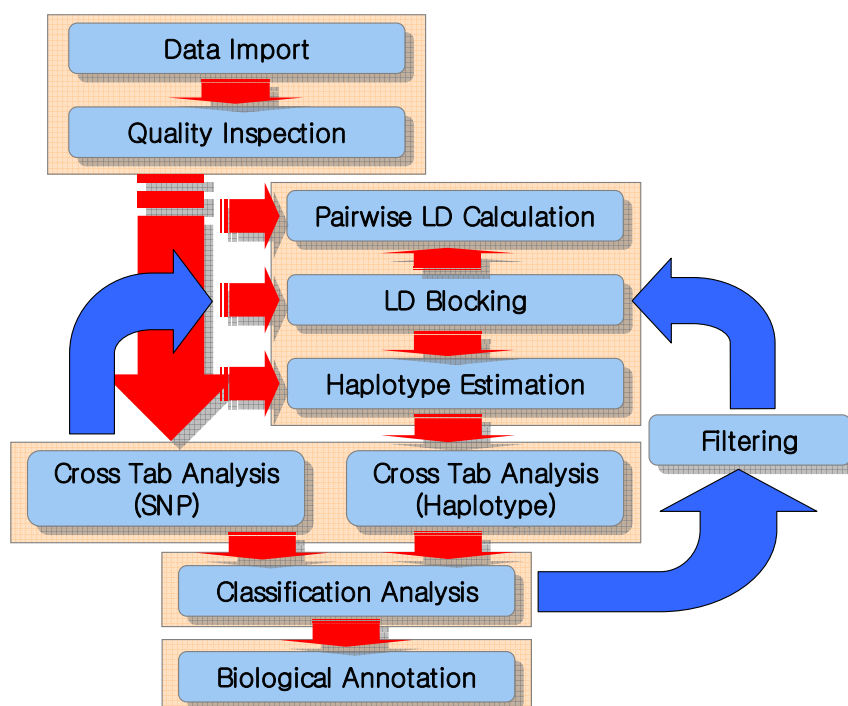 Data Import
Quality Inspection
Pairwise LD Calculation
LD Blocking
Haplotype Estimation
Filtering
Cross Tab Analysis
(SNP)
Cross Tab Analysis
(Haplotype)
Classification Analysis
Biological Annotation